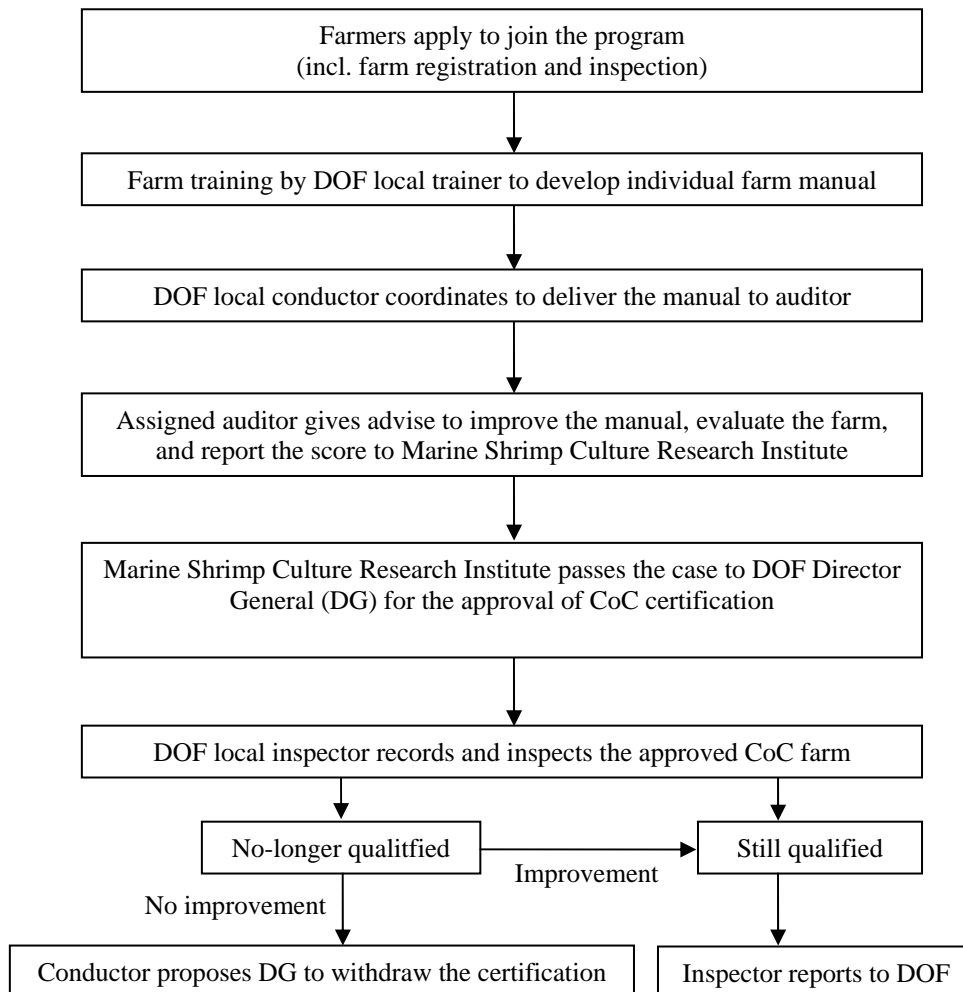 Farmers apply to join the program
(incl. farm registration and inspection)
Farm training by DOF local trainer to develop individual farm manual
DOF local conductor coordinates to deliver the manual to auditor
Assigned auditor gives advise to improve the manual, evaluate the farm,
and report the score to Marine Shrimp Culture Research Institute
Marine Shrimp Culture Research Institute passes the case to DOF Director
General (DG) for the approval of CoC certification
DOF local inspector records and inspects the approved CoC farm
No-longer qualitfied
Still qualified
Improvement
No improvement
Conductor proposes DG to withdraw the certification
Inspector reports to DOF